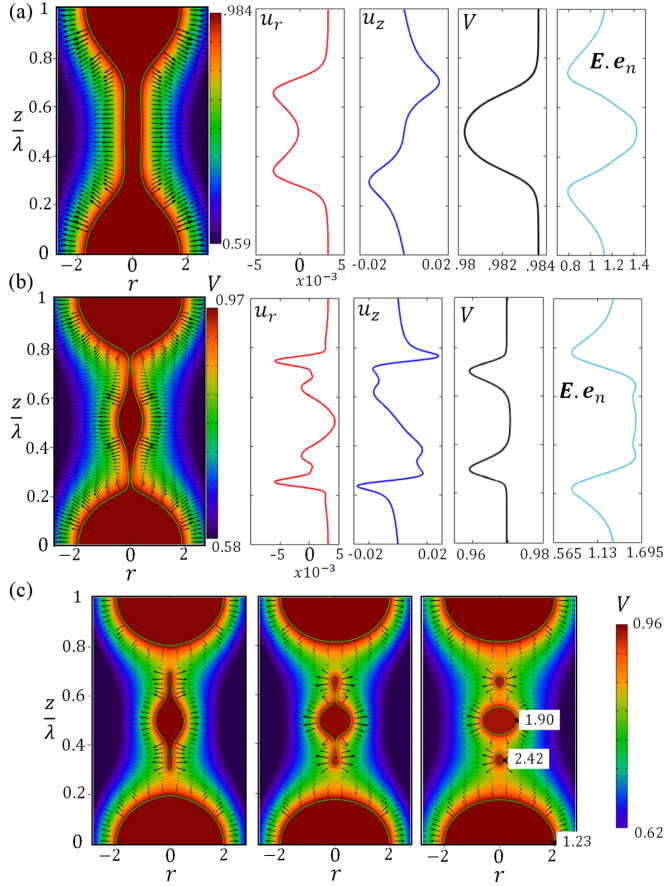 (a)
1
0.8
0.6
0.4
0.2
0
z/λ
−2 0 2
r
.984
0.59
u_r
−5 0 5
x10⁻³
u_z
-0.02 0.02
V
.98 .982 .984
E.e_n
0.8 1 1.2 1.4
(b)
1
0.8
0.6
0.4
0.2
0
z/λ
−2 0 2
r
V
0.97
0.58
u_r
−5 0 5
x10⁻³
u_z
-0.02 0.02
V
0.96 0.98
E.e_n
.565 1.13 1.695
(c)
1
0.8
0.6
0.4
0.2
0
z/λ
−2 0 2
r
−2 0 2
r
1.90
2.42
1.23
−2 0 2
r
V
0.96
0.62